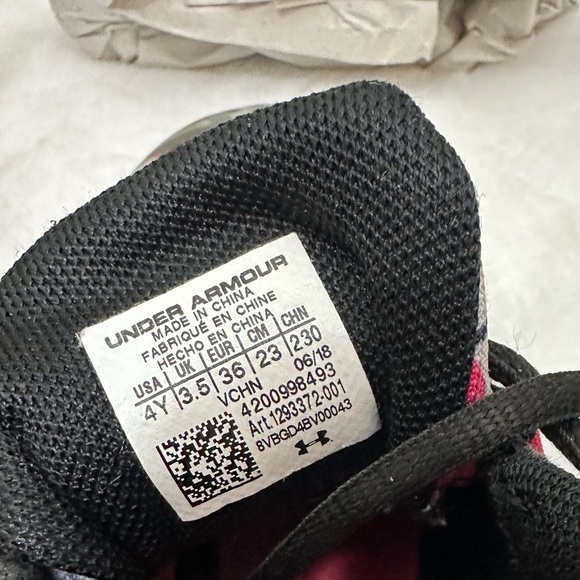 UNDER ARMOUR
MADE IN CHINA
FABRIQUÉ EN CHINE
HECHO EN CHINA
USA UK EUR CM CHN
4Y 3.5 36 23 230
VCHN 06/18
4200998493
Art.1293372-001
8VBGD4BV00043